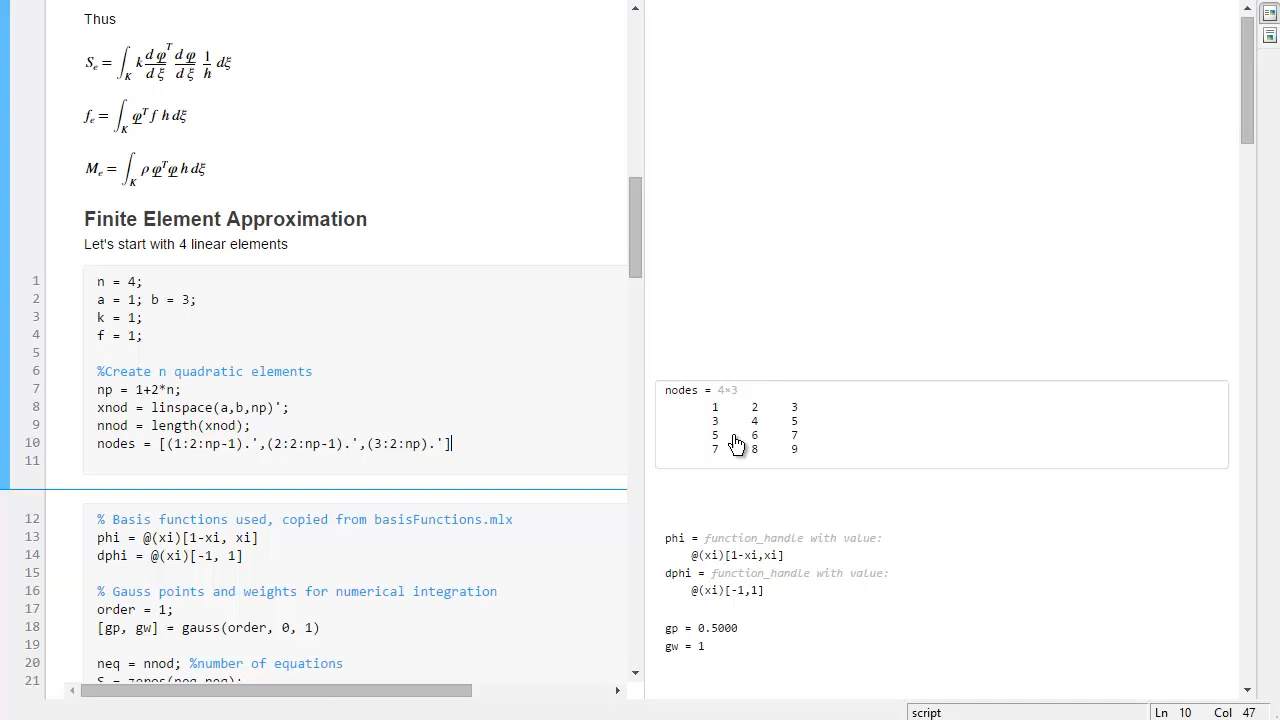 Thus
Sₑ = ∫_K k dφ̲ᵀ/dξ dφ̲/dξ 1/h dξ
fₑ = ∫_K φ̲ᵀ f h dξ
Mₑ = ∫_K ρ φ̲ᵀφ̲ h dξ
Finite Element Approximation
Let's start with 4 linear elements
1 n = 4;
2 a = 1; b = 3;
3 k = 1;
4 f = 1;
5
6 %Create n quadratic elements
7 np = 1+2*n;
8 xnod = linspace(a,b,np)';
9 nnod = length(xnod);
10 nodes = [(1:2:np-1).',(2:2:np-1).',(3:2:np).']
11
12 % Basis functions used, copied from basisFunctions.mlx
13 phi = @(xi)[1-xi, xi]
14 dphi = @(xi)[-1, 1]
15
16 % Gauss points and weights for numerical integration
17 order = 1;
18 [gp, gw] = gauss(order, 0, 1)
19
20 neq = nnod; %number of equations
21 S = zeros(neq,neq);
nodes = 4×3
1 2 3
3 4 5
5 6 7
7 8 9
phi = function_handle with value:
@(xi)[1-xi,xi]
dphi = function_handle with value:
@(xi)[-1,1]
gp = 0.5000
gw = 1
script
Ln 10 Col 47